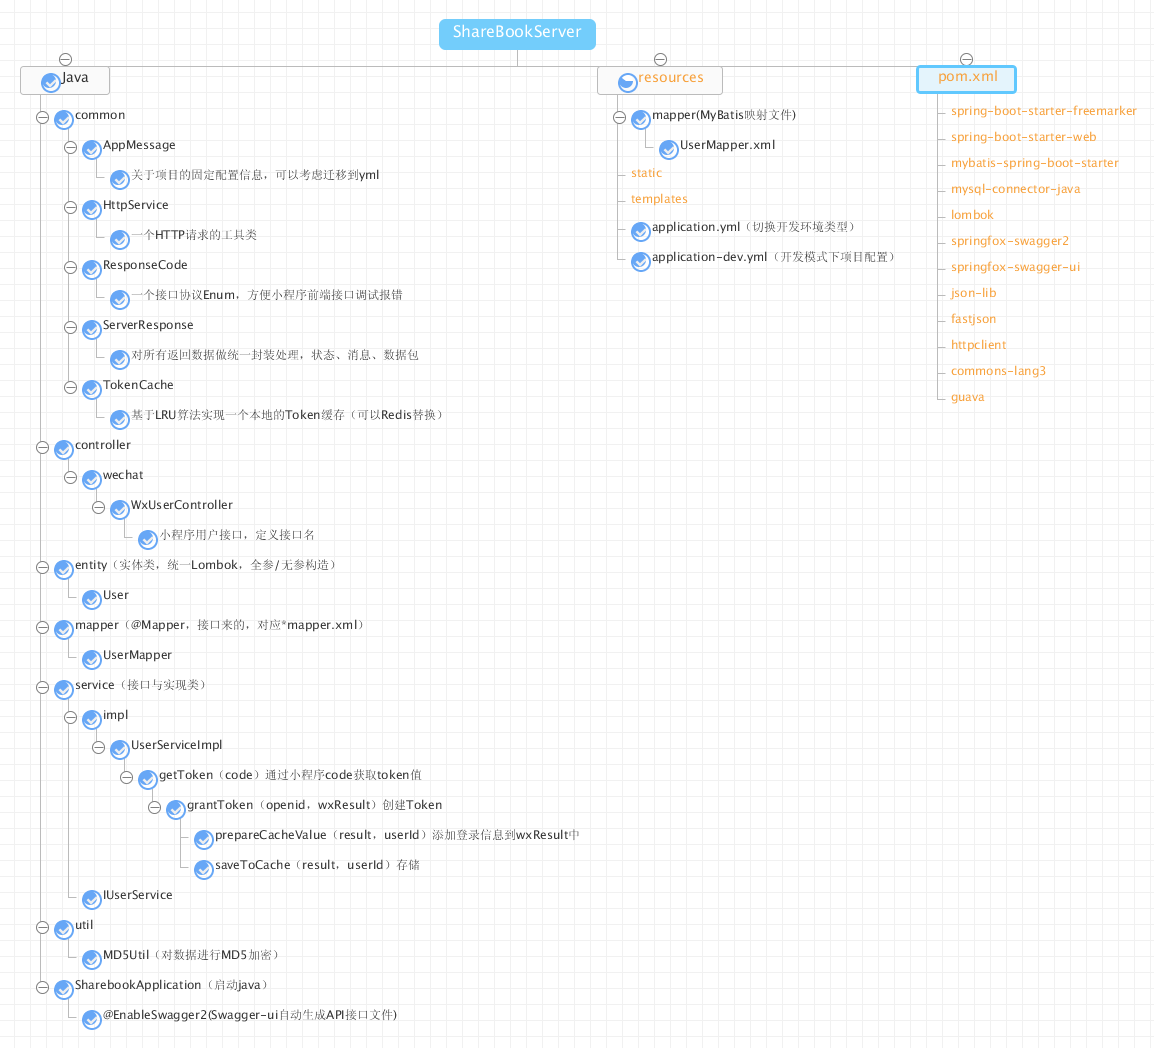 ShareBookServer
Java
common
AppMessage
关于项目的固定配置信息，可以考虑迁移到yml
HttpService
一个HTTP请求的工具类
ResponseCode
一个接口协议Enum，方便小程序前端接口调试报错
ServerResponse
对所有返回数据做统一封装处理，状态、消息、数据包
TokenCache
基于LRU算法实现一个本地的Token缓存（可以Redis替换）
controller
wechat
WxUserController
小程序用户接口，定义接口名
entity（实体类，统一Lombok，全参/无参构造）
User
mapper（@Mapper，接口来的，对应*mapper.xml）
UserMapper
service（接口与实现类）
impl
UserServiceImpl
getToken（code）通过小程序code获取token值
grantToken（openid，wxResult）创建Token
prepareCacheValue（result，userId）添加登录信息到wxResult中
saveToCache（result，userId）存储
IUserService
util
MD5Util（对数据进行MD5加密）
SharebookApplication（启动java）
@EnableSwagger2(Swagger-ui自动生成API接口文件)
resources
mapper(MyBatis映射文件)
UserMapper.xml
static
templates
application.yml（切换开发环境类型）
application-dev.yml（开发模式下项目配置）
pom.xml
spring-boot-starter-freemarker
spring-boot-starter-web
mybatis-spring-boot-starter
mysql-connector-java
lombok
springfox-swagger2
springfox-swagger-ui
json-lib
fastjson
httpclient
commons-lang3
guava